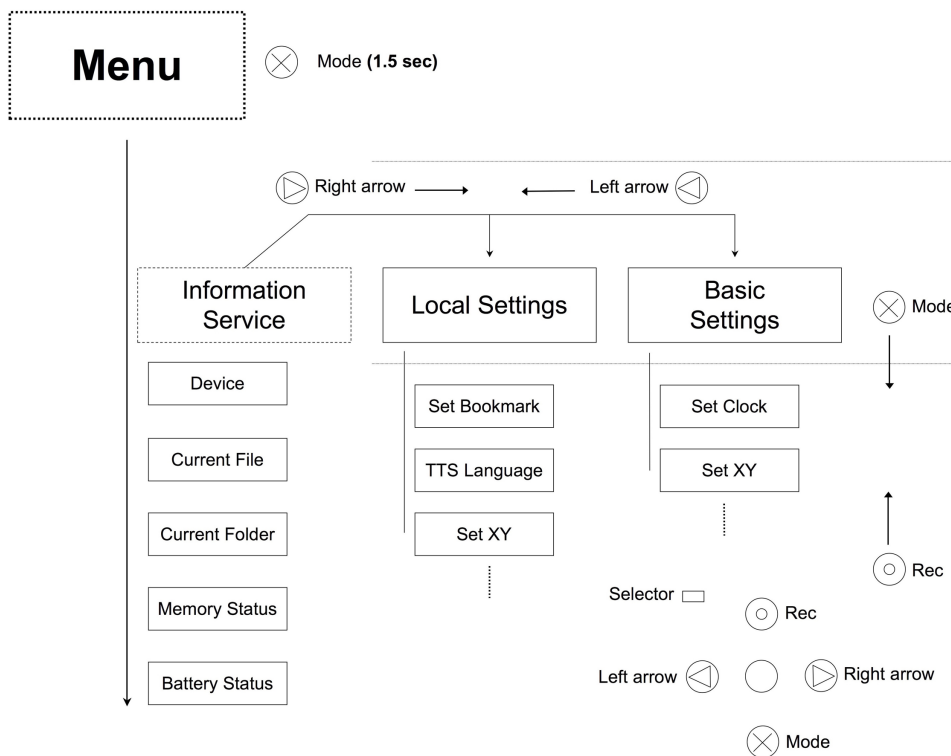 Menu
Mode (1.5 sec)
Right arrow
Left arrow
Information
Service
Local Settings
Basic
Settings
Mode
Device
Current File
Current Folder
Memory Status
Battery Status
Set Bookmark
TTS Language
Set XY
Set Clock
Set XY
Rec
Selector
Rec
Left arrow
Right arrow
Mode